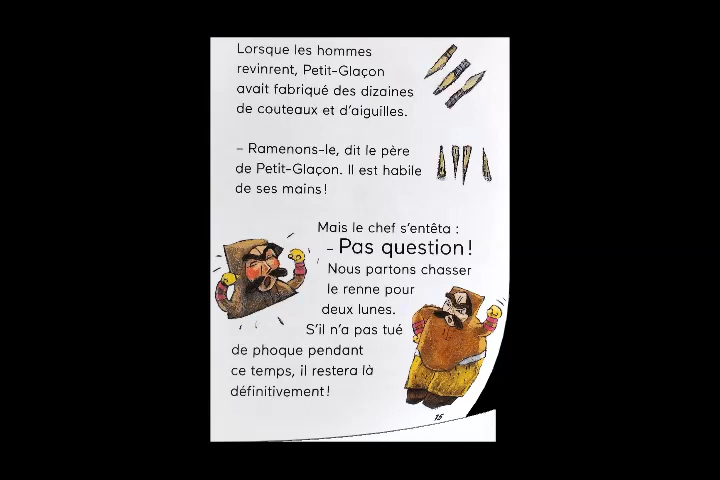 Lorsque les hommes
revinrent, Petit-Glaçon
avait fabriqué des dizaines
de couteaux et d'aiguilles.
– Ramenons-le, dit le père
de Petit-Glaçon. Il est habile
de ses mains !
Mais le chef s'entêta :
– Pas question !
Nous partons chasser
le renne pour
deux lunes.
S'il n'a pas tué
de phoque pendant
ce temps, il restera là
définitivement !
15